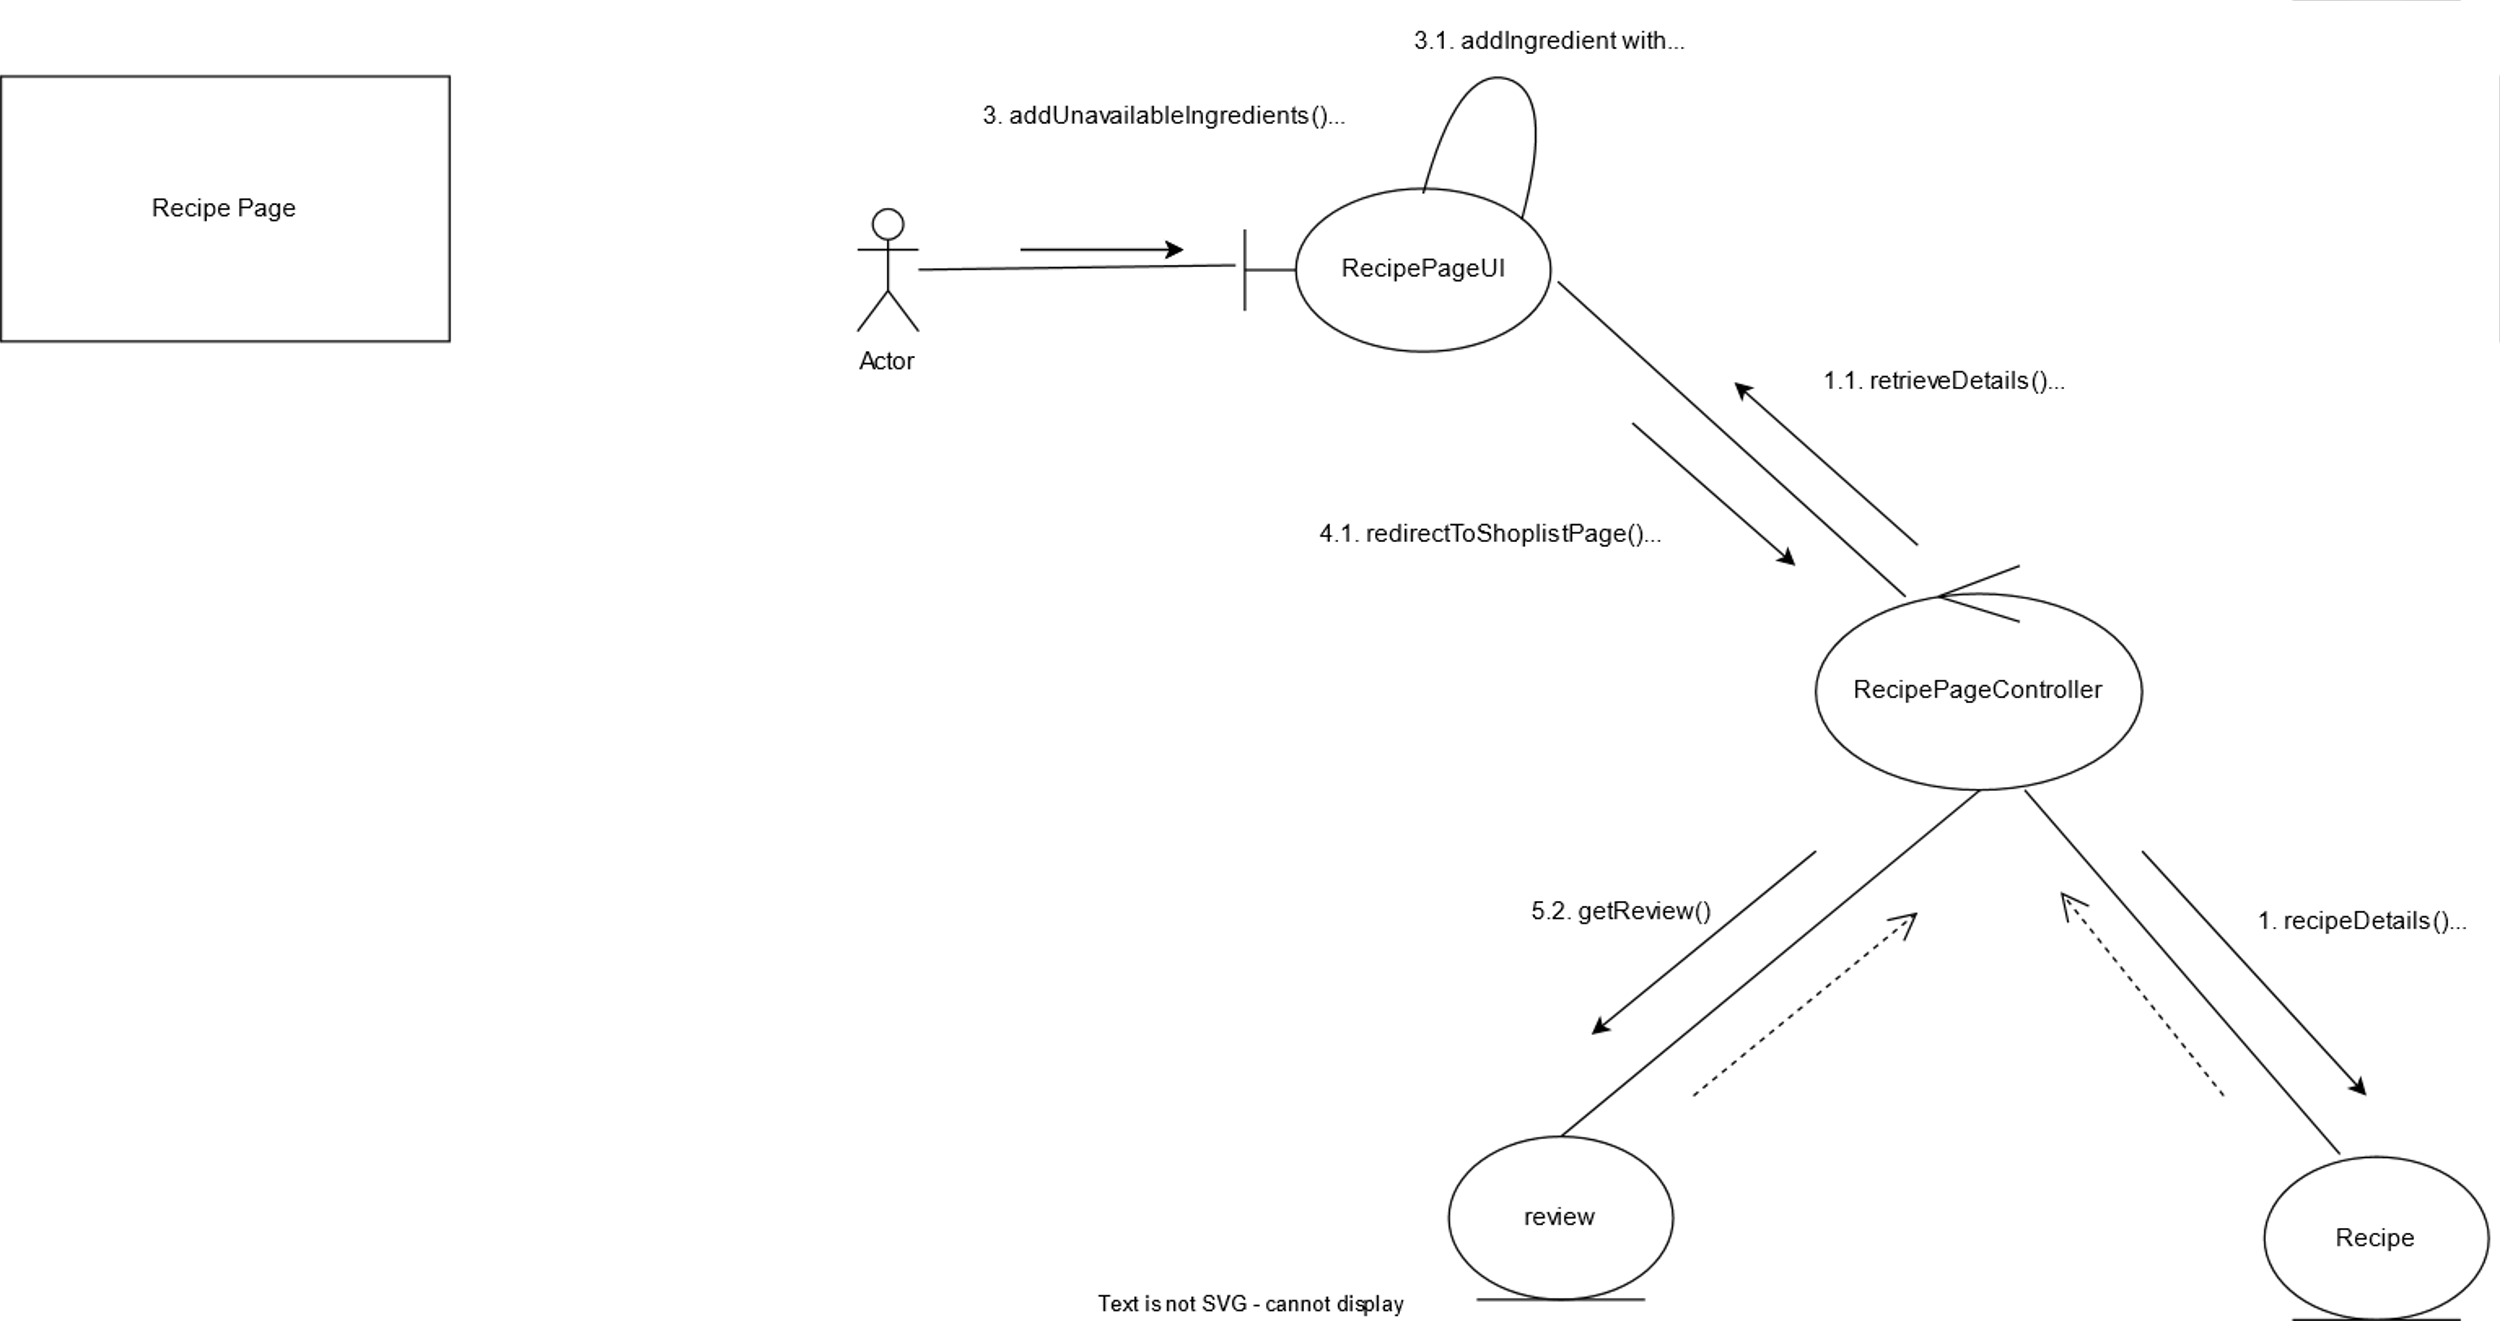 3.1. addIngredient with...
3. addUnavailableIngredients()...
Recipe Page
RecipePageUI
Actor
1.1. retrieveDetails()...
4.1. redirectToShoplistPage()...
RecipePageController
5.2. getReview()
1. recipeDetails()...
review
Recipe
Text is not SVG - cannot display